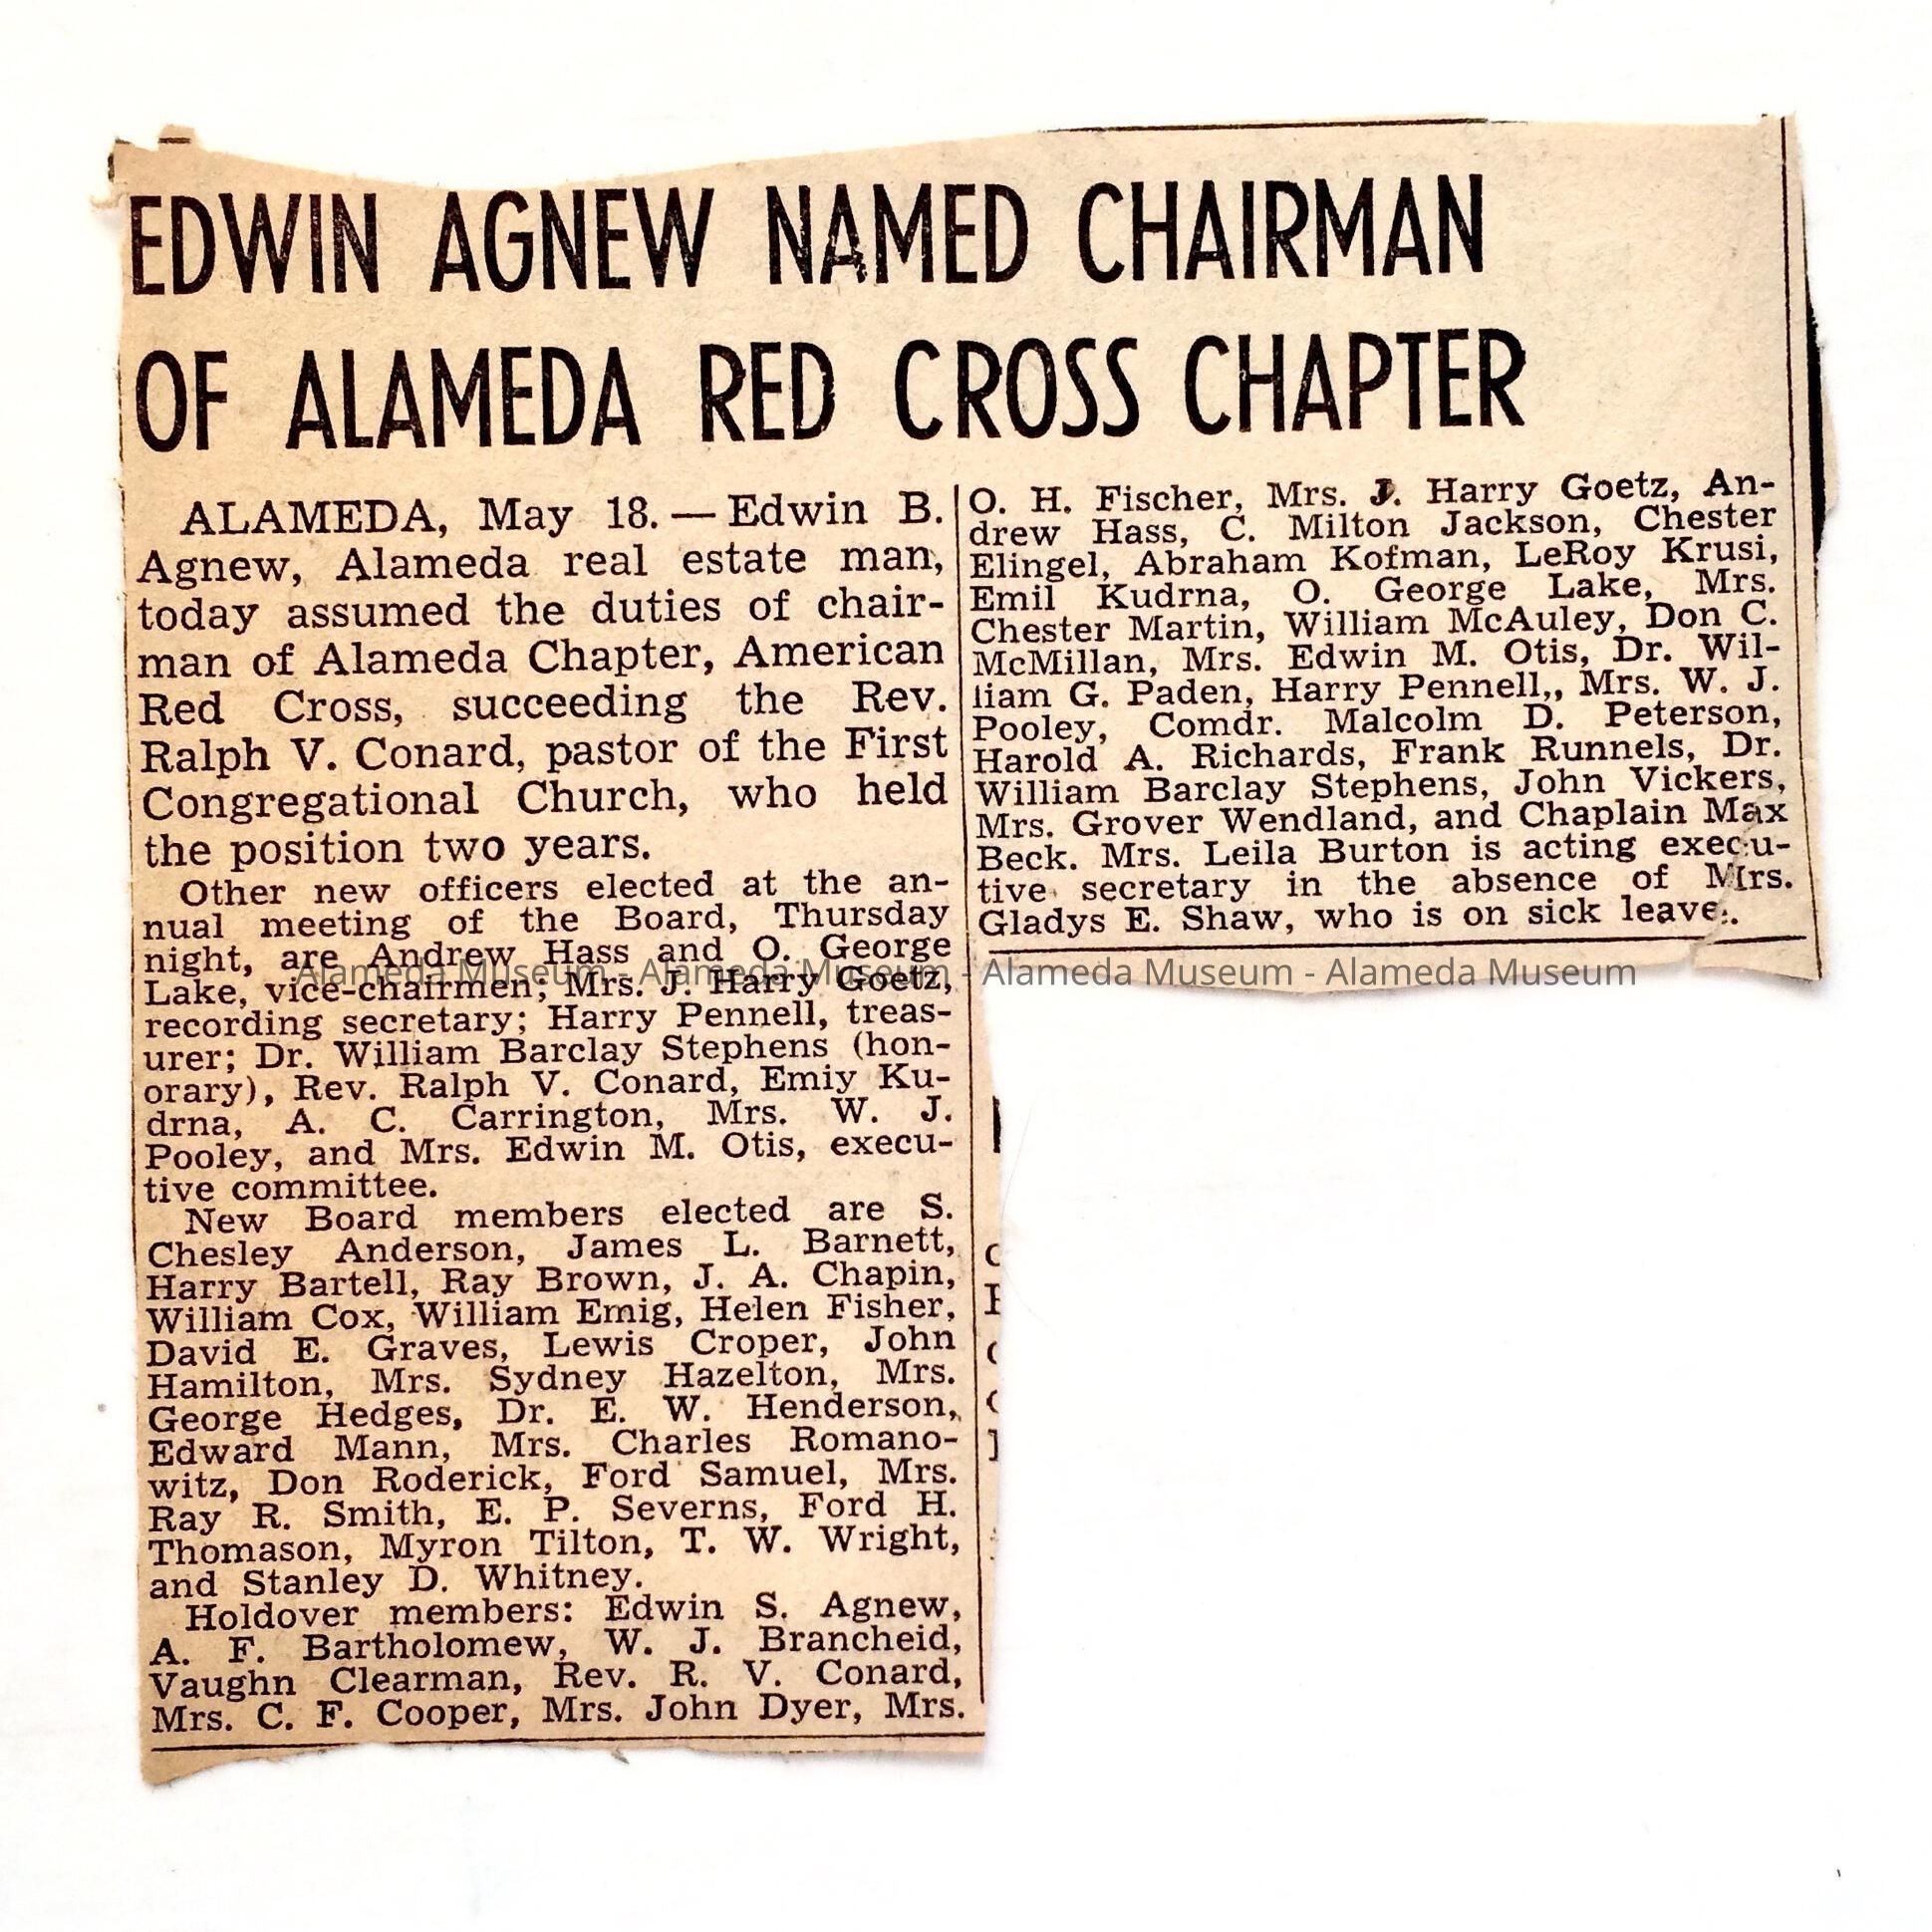 EDWIN AGNEW NAMED CHAIRMAN
OF ALAMEDA RED CROSS CHAPTER
ALAMEDA, May 18. — Edwin B.
Agnew, Alameda real estate man,
today assumed the duties of chair-
man of Alameda Chapter, American
Red Cross, succeeding the Rev.
Ralph V. Conard, pastor of the First
Congregational Church, who held
the position two years.
Other new officers elected at the an-
nual meeting of the Board, Thursday
night, are Andrew Hass and O. George
Lake, vice-chairmen; Mrs. J. Harry Goetz,
recording secretary; Harry Pennell, treas-
urer; Dr. William Barclay Stephens (hon-
orary), Rev. Ralph V. Conard, Emiy Ku-
drna, A. C. Carrington, Mrs. W. J.
Pooley, and Mrs. Edwin M. Otis, execu-
tive committee.
New Board members elected are S.
Chesley Anderson, James L. Barnett,
Harry Bartell, Ray Brown, J. A. Chapin,
William Cox, William Emig, Helen Fisher,
David E. Graves, Lewis Croper, John
Hamilton, Mrs. Sydney Hazelton, Mrs.
George Hedges, Dr. E. W. Henderson,
Edward Mann, Mrs. Charles Romano-
witz, Don Roderick, Ford Samuel, Mrs.
Ray R. Smith, E. P. Severns, Ford H.
Thomason, Myron Tilton, T. W. Wright,
and Stanley D. Whitney.
Holdover members: Edwin S. Agnew,
A. F. Bartholomew, W. J. Brancheid,
Vaughn Clearman, Rev. R. V. Conard,
Mrs. C. F. Cooper, Mrs. John Dyer, Mrs.
O. H. Fischer, Mrs. J. Harry Goetz, An-
drew Hass, C. Milton Jackson, Chester
Elingel, Abraham Kofman, LeRoy Krusi,
Emil Kudrna, O. George Lake, Mrs.
Chester Martin, William McAuley, Don C.
McMillan, Mrs. Edwin M. Otis, Dr. Wil-
liam G. Paden, Harry Pennell,, Mrs. W. J.
Pooley, Comdr. Malcolm D. Peterson,
Harold A. Richards, Frank Runnels, Dr.
William Barclay Stephens, John Vickers,
Mrs. Grover Wendland, and Chaplain Max
Beck. Mrs. Leila Burton is acting execu-
tive secretary in the absence of Mrs.
Gladys E. Shaw, who is on sick leave.
Alameda Museum - Alameda Museum - Alameda Museum - Alameda Museum